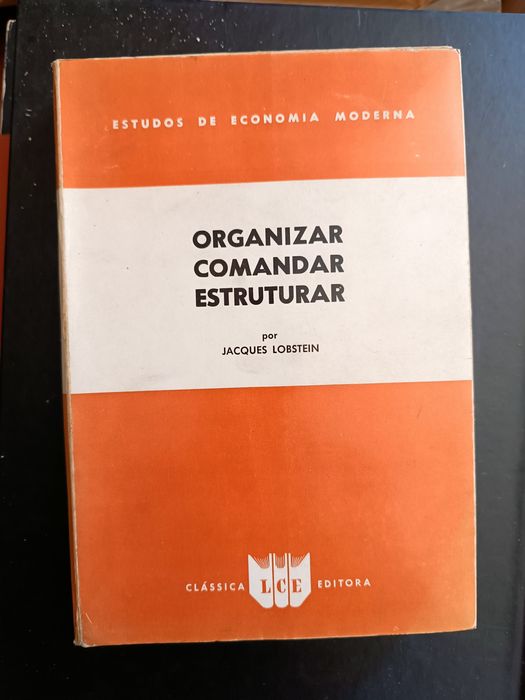 ESTUDOS DE ECONOMIA MODERNA
ORGANIZAR
COMANDAR
ESTRUTURAR
por
JACQUES LOBSTEIN
CLÁSSICA LCE EDITORA